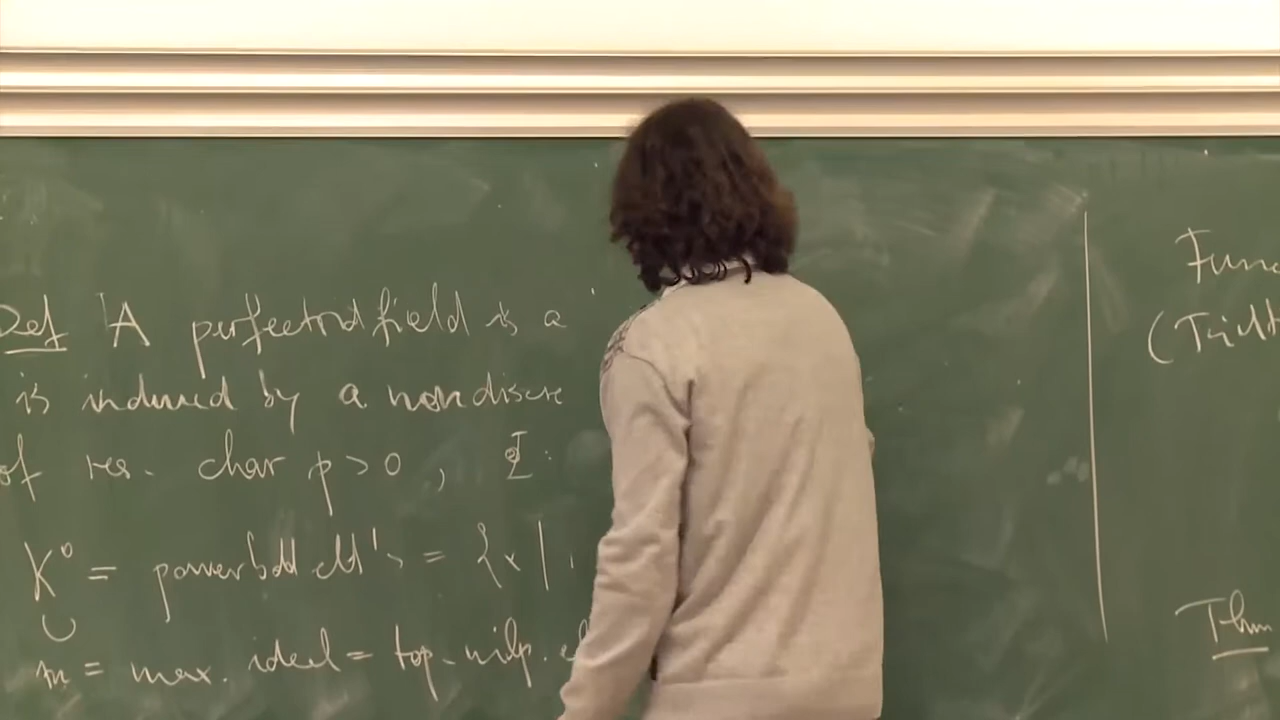 Def A perfectoid field is a
is induced by a nondiscre
of res. char p > 0 , Φ:
K° = powerbdd elt's = {x |
∪
m = max. ideal = top. nilp. e
Func
(Tilt
Thm